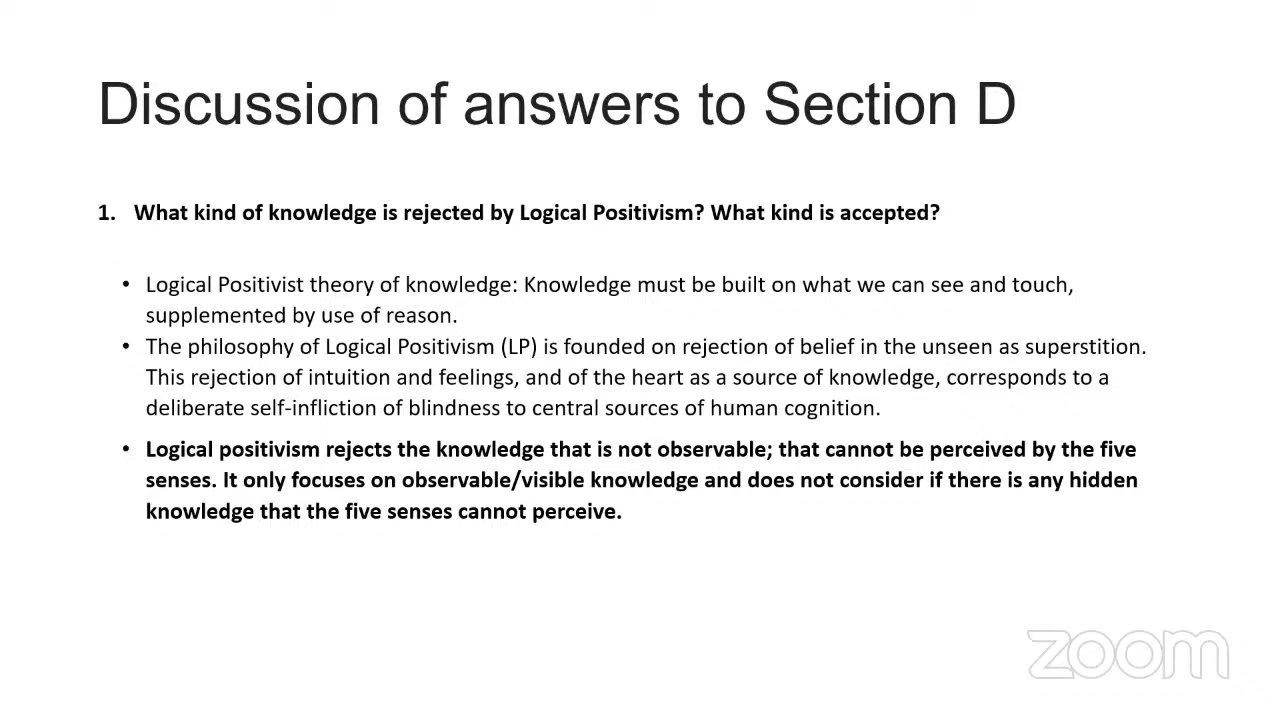 Discussion of answers to Section D
1. What kind of knowledge is rejected by Logical Positivism? What kind is accepted?
• Logical Positivist theory of knowledge: Knowledge must be built on what we can see and touch,
supplemented by use of reason.
• The philosophy of Logical Positivism (LP) is founded on rejection of belief in the unseen as superstition.
This rejection of intuition and feelings, and of the heart as a source of knowledge, corresponds to a
deliberate self-infliction of blindness to central sources of human cognition.
• Logical positivism rejects the knowledge that is not observable; that cannot be perceived by the five
senses. It only focuses on observable/visible knowledge and does not consider if there is any hidden
knowledge that the five senses cannot perceive.
zoom